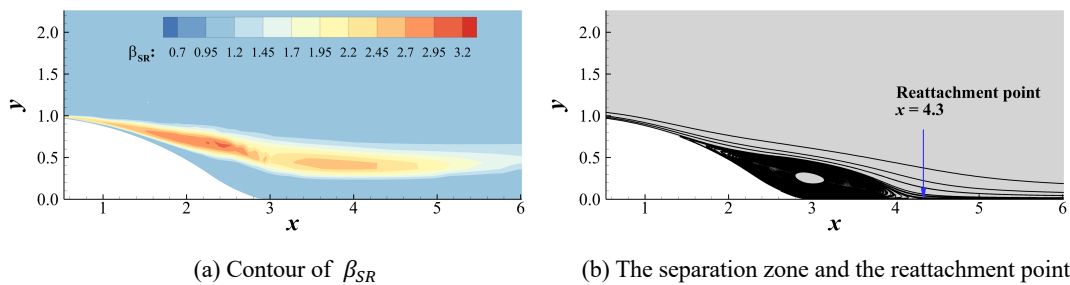 β_SR: 0.7 0.95 1.2 1.45 1.7 1.95 2.2 2.45 2.7 2.95 3.2
2.0
1.5
1.0
0.5
0.0
y
1 2 3 4 5 6
x
(a) Contour of β_SR
2.0
1.5
1.0
0.5
0.0
y
Reattachment point
x = 4.3
1 2 3 4 5 6
x
(b) The separation zone and the reattachment point